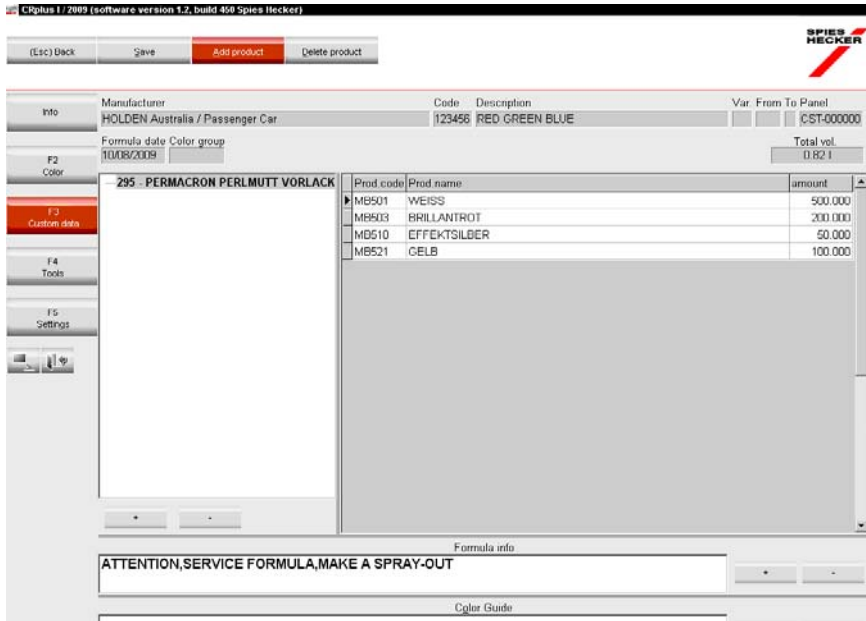 CRplus I / 2009 (software version 1.2, build 450 Spies Hecker)
(Esc) Back Save Add product Delete product
SPIES HECKER
Info
F2 Color
F3 Custom data
F4 Tools
F5 Settings
Manufacturer Code Description Var. From To Panel
HOLDEN Australia / Passenger Car 123456 RED GREEN BLUE CST-000000
Formula date Color group Total vol.
10/08/2009 0.82 l
295 - PERMACRON PERLMUTT VORLACK
Prod.code Prod.name amount
MB501 WEISS 500.000
MB503 BRILLANTROT 200.000
MB510 EFFEKTSILBER 50.000
MB521 GELB 100.000
+ -
Formula info
ATTENTION,SERVICE FORMULA,MAKE A SPRAY-OUT
+ -
Color Guide